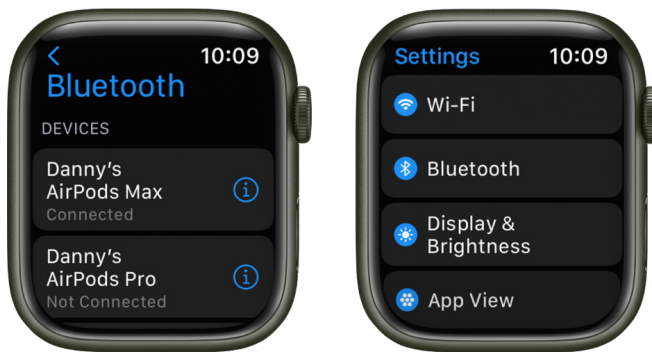 10:09
Bluetooth
DEVICES
Danny's
AirPods Max
Connected
Danny's
AirPods Pro
Not Connected
Settings 10:09
Wi-Fi
Bluetooth
Display &
Brightness
App View